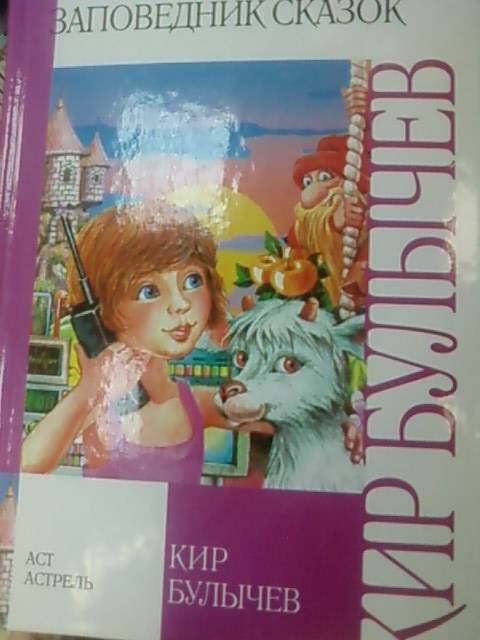 ЗАПОВЕДНИК СКАЗОК
КИР БУЛЫЧЕВ
АСТ
АСТРЕЛЬ
КИР
БУЛЫЧЕВ